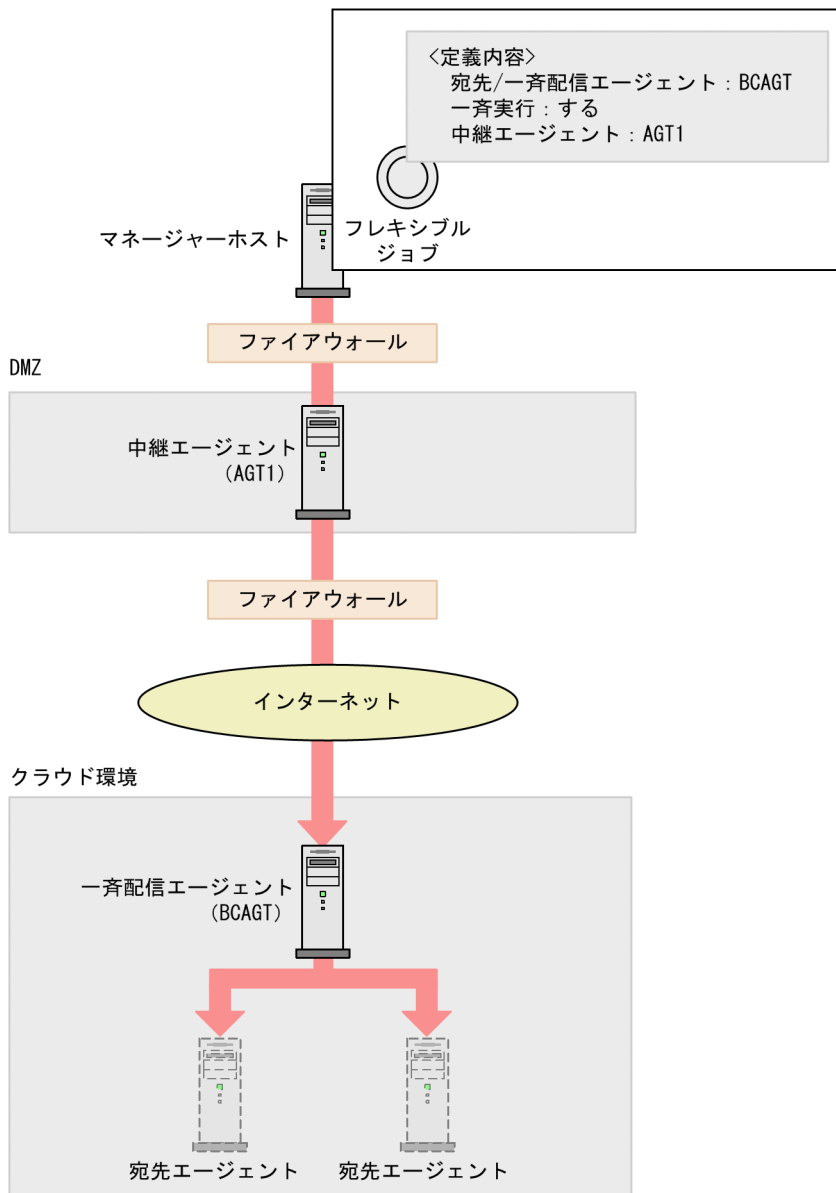 <定義内容>
宛先/一斉配信エージェント：BCAGT
一斉実行：する
中継エージェント：AGT1
マネージャーホスト
フレキシブル
ジョブ
ファイアウォール
DMZ
中継エージェント
(AGT1)
ファイアウォール
インターネット
クラウド環境
一斉配信エージェント
(BCAGT)
宛先エージェント
宛先エージェント